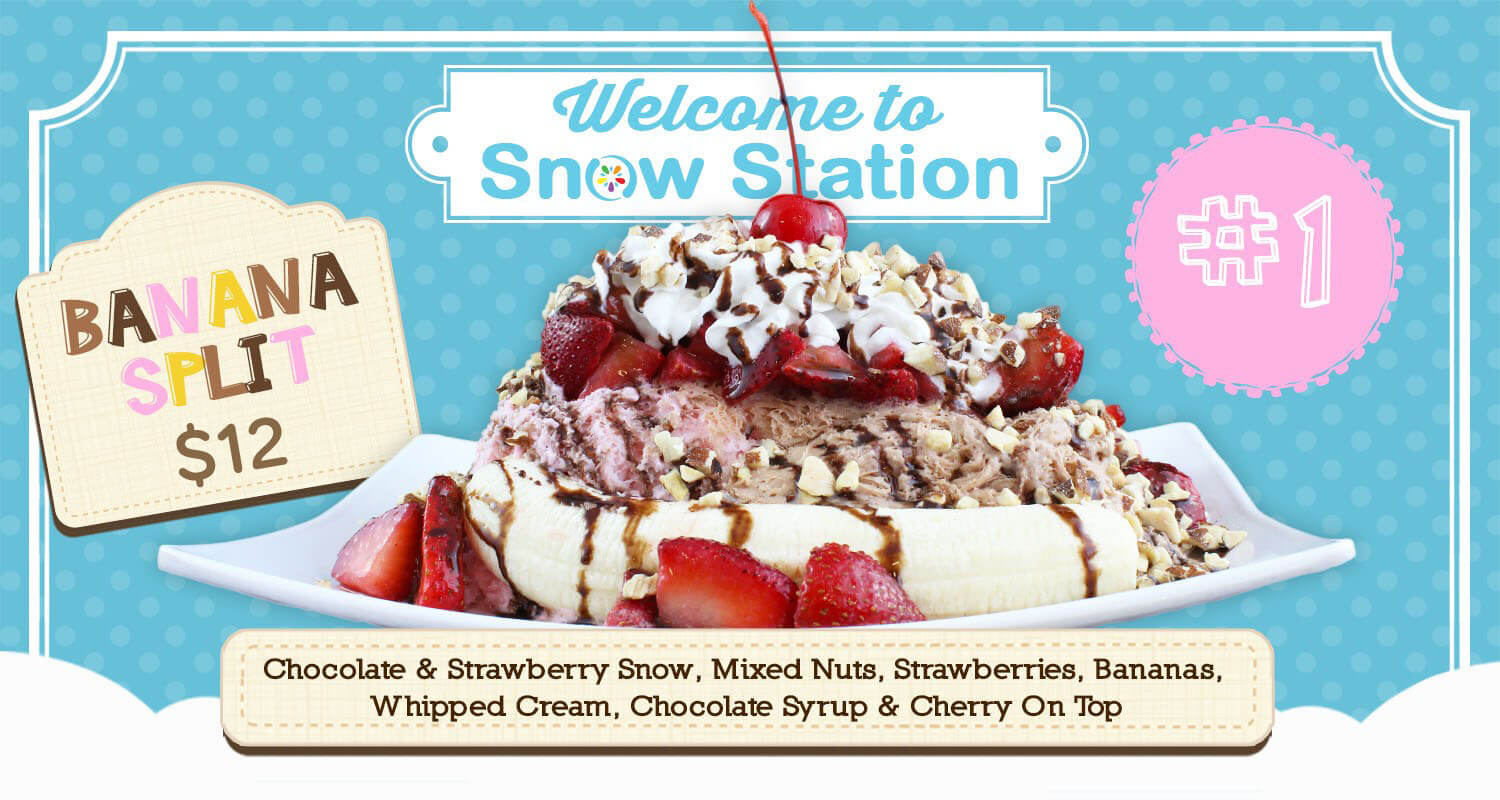 Welcome to
Snow Station
#1
BANANA
SPLIT
$12
Chocolate & Strawberry Snow, Mixed Nuts, Strawberries, Bananas,
Whipped Cream, Chocolate Syrup & Cherry On Top